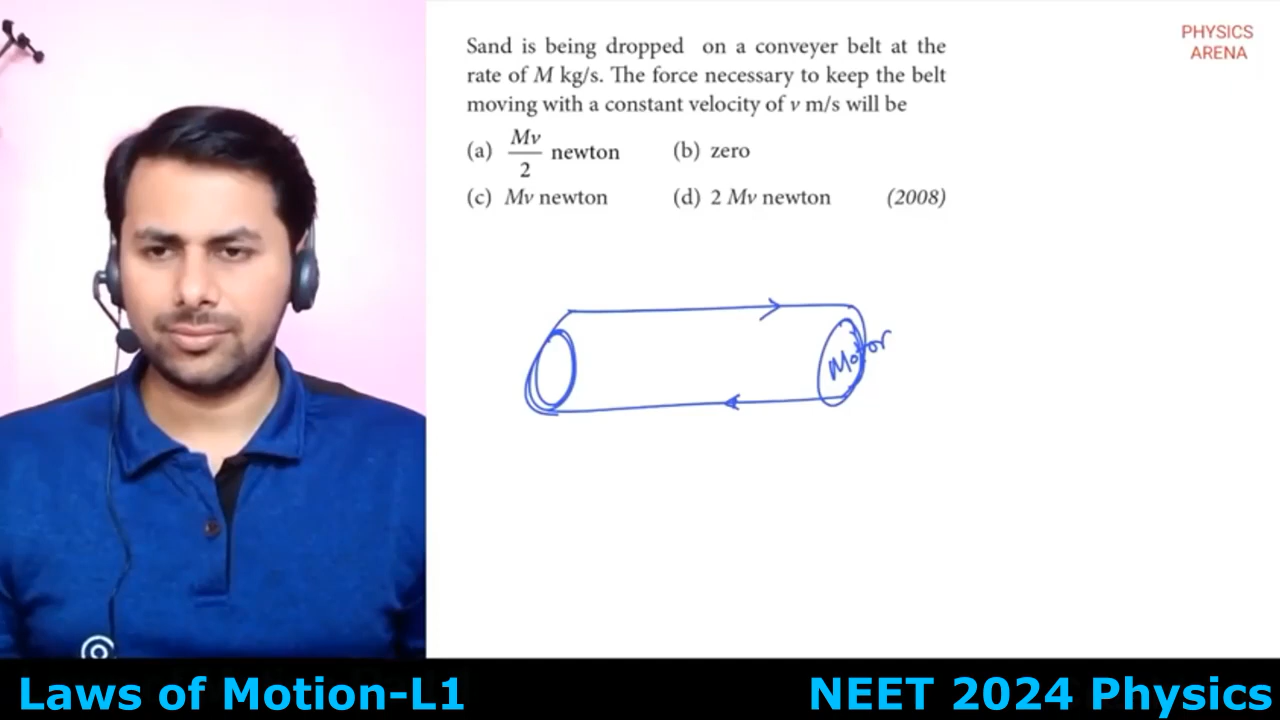 PHYSICS
ARENA
Sand is being dropped on a conveyer belt at the
rate of M kg/s. The force necessary to keep the belt
moving with a constant velocity of v m/s will be
(a) Mv/2 newton (b) zero
(c) Mv newton (d) 2 Mv newton (2008)
Motor
Laws of Motion-L1 NEET 2024 Physics